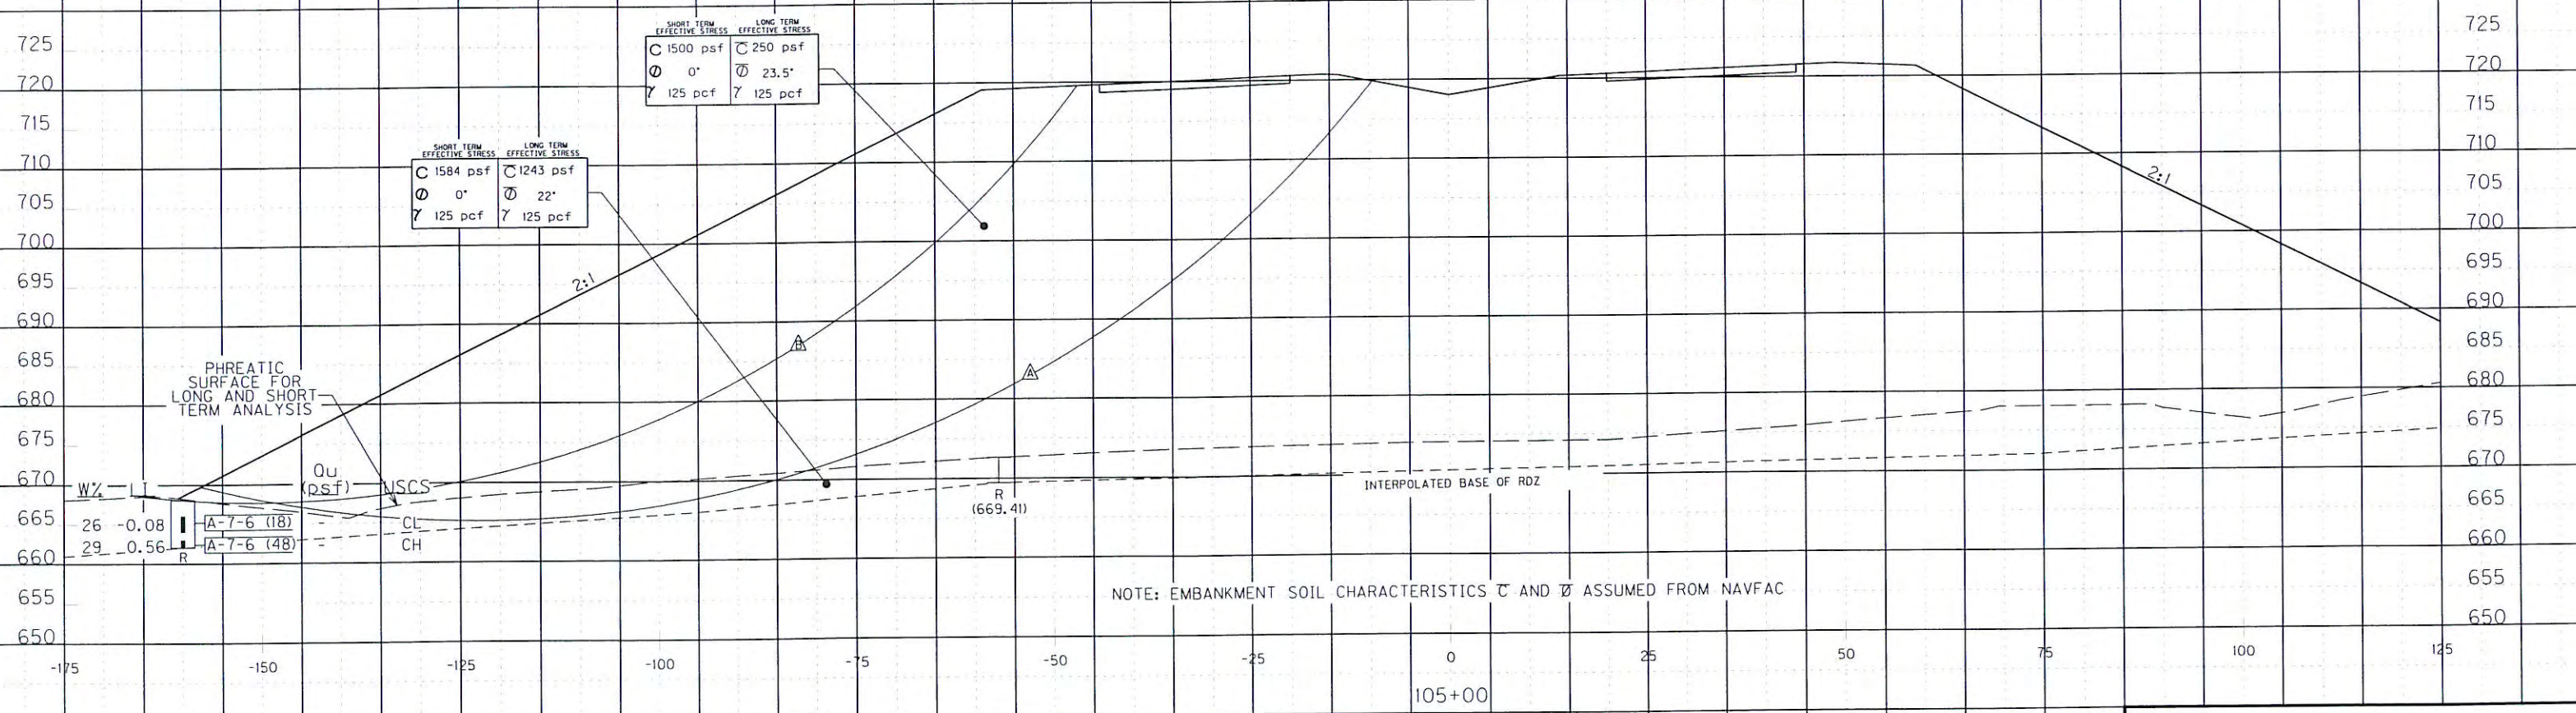 SHORT TERM EFFECTIVE STRESS
LONG TERM EFFECTIVE STRESS
C 1500 psf C̅ 250 psf
∅ 0° ∅̅ 23.5°
γ 125 pcf γ 125 pcf
SHORT TERM EFFECTIVE STRESS
LONG TERM EFFECTIVE STRESS
C 1584 psf C̅ 1243 psf
∅ 0° ∅̅ 22°
γ 125 pcf γ 125 pcf
725 725
720 720
715 715
710 710
705 705
700 700
695 695
690 690
685 685
680 680
675 675
670 670
665 665
660 660
655 655
650 650
2:1
2:1
B
A
PHREATIC
SURFACE FOR
LONG AND SHORT
TERM ANALYSIS
W% LI
Qu
(psf)
USCS
26 -0.08 A-7-6 (18) - CL
29 0.56 A-7-6 (48) - CH
R
R
(669.41)
INTERPOLATED BASE OF RDZ
NOTE: EMBANKMENT SOIL CHARACTERISTICS C̅ AND ∅̅ ASSUMED FROM NAVFAC
-175 -150 -125 -100 -75 -50 -25 0 25 50 75 100 125
105+00